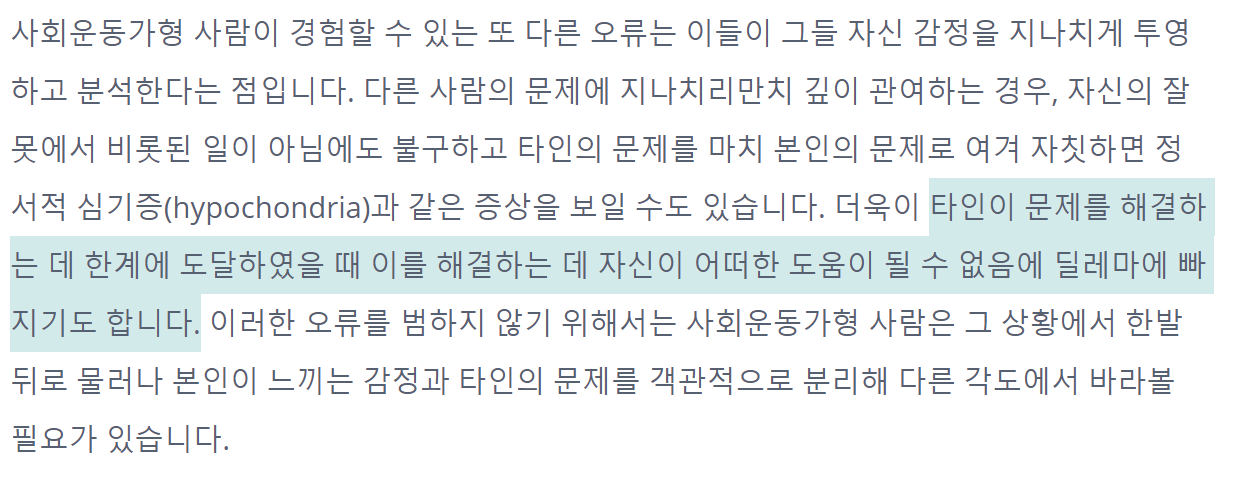 사회운동가형 사람이 경험할 수 있는 또 다른 오류는 이들이 그들 자신 감정을 지나치게 투영
하고 분석한다는 점입니다. 다른 사람의 문제에 지나치리만치 깊이 관여하는 경우, 자신의 잘
못에서 비롯된 일이 아님에도 불구하고 타인의 문제를 마치 본인의 문제로 여겨 자칫하면 정
서적 심기증(hypochondria)과 같은 증상을 보일 수도 있습니다. 더욱이 타인이 문제를 해결하
는 데 한계에 도달하였을 때 이를 해결하는 데 자신이 어떠한 도움이 될 수 없음에 딜레마에 빠
지기도 합니다. 이러한 오류를 범하지 않기 위해서는 사회운동가형 사람은 그 상황에서 한발
뒤로 물러나 본인이 느끼는 감정과 타인의 문제를 객관적으로 분리해 다른 각도에서 바라볼
필요가 있습니다.